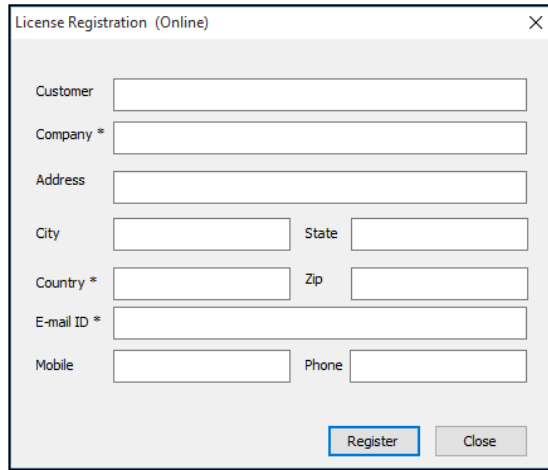 License Registration (Online)
Customer
Company *
Address
City State
Country * Zip
E-mail ID *
Mobile Phone
Register Close